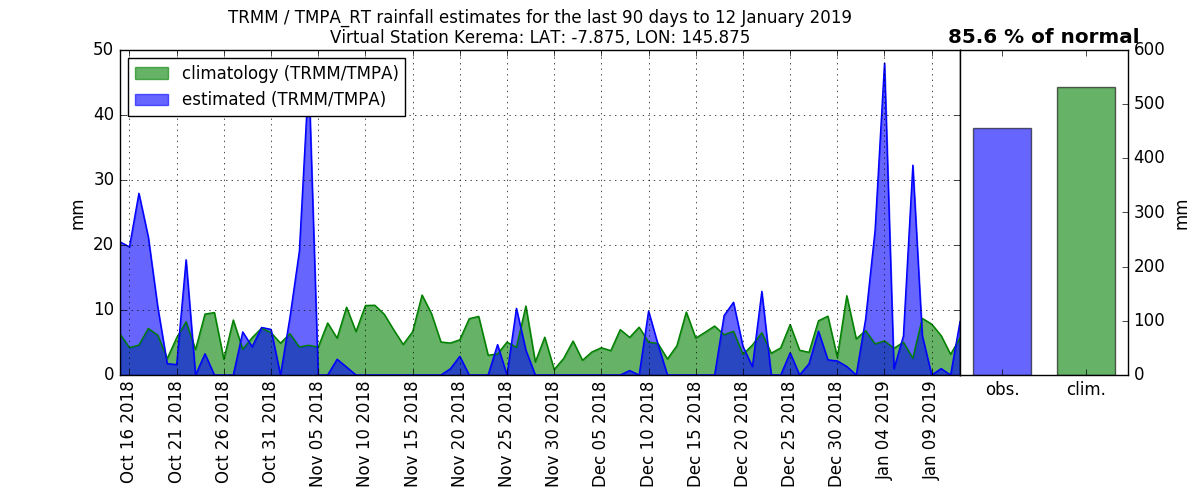 TRMM / TMPA_RT rainfall estimates for the last 90 days to 12 January 2019
Virtual Station Kerema: LAT: -7.875, LON: 145.875
85.6 % of normal
climatology (TRMM/TMPA)
estimated (TRMM/TMPA)
50
40
30
20
10
0
mm
Oct 16 2018
Oct 21 2018
Oct 26 2018
Oct 31 2018
Nov 05 2018
Nov 10 2018
Nov 15 2018
Nov 20 2018
Nov 25 2018
Nov 30 2018
Dec 05 2018
Dec 10 2018
Dec 15 2018
Dec 20 2018
Dec 25 2018
Dec 30 2018
Jan 04 2019
Jan 09 2019
obs.
clim.
600
500
400
300
200
100
0
mm